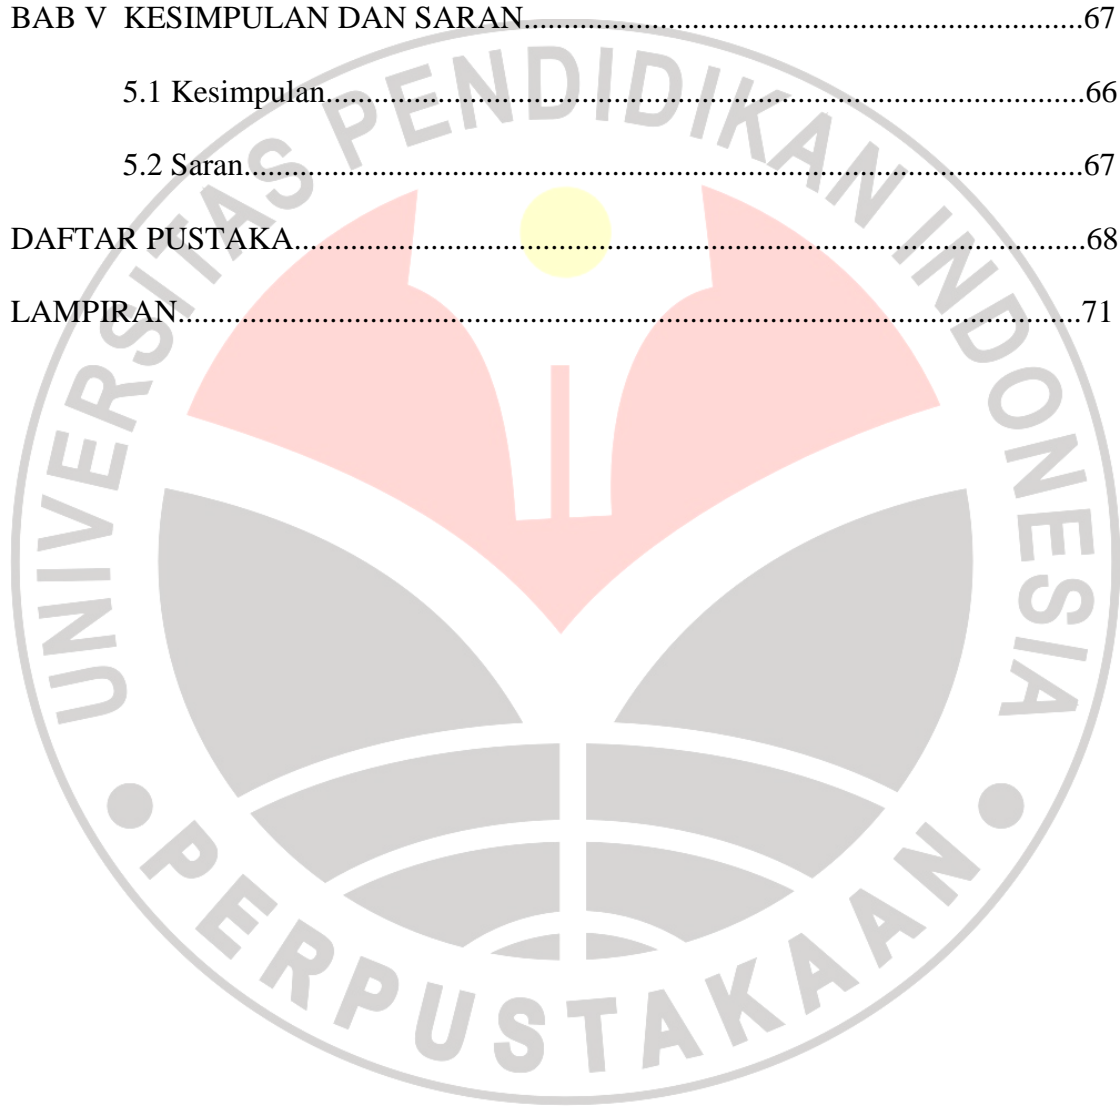 BAB V KESIMPULAN DAN SARAN....................................................................67
5.1 Kesimpulan...............................................................................................66
5.2 Saran.........................................................................................................67
DAFTAR PUSTAKA..................................................................................................68
LAMPIRAN................................................................................................................71
UNIVERSITAS PENDIDIKAN INDONESIA
PERPUSTAKAAN